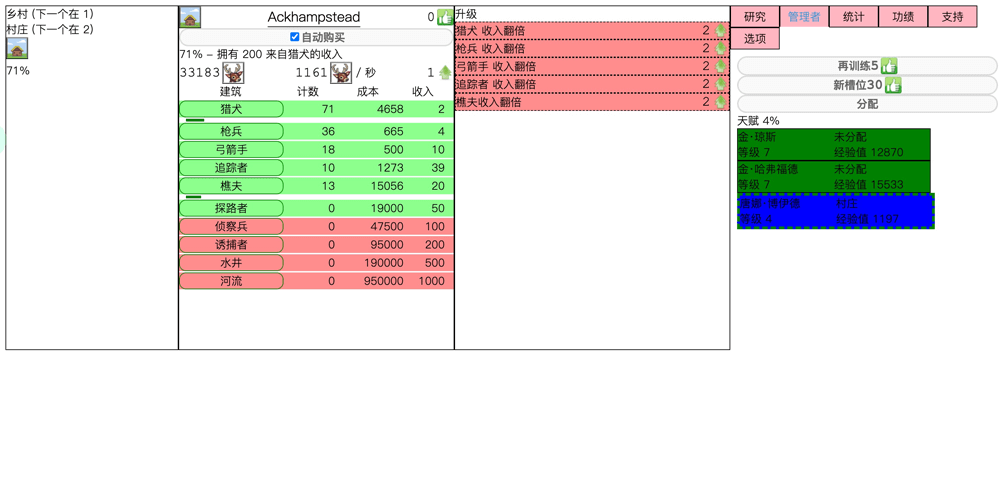 乡村 (下一个在 1)
村庄 (下一个在 2)
71%
Ackhampstead 0
自动购买
71% - 拥有 200 来自猎犬的收入
33183 1161 / 秒 1
建筑 计数 成本 收入
猎犬 71 4658 2
枪兵 36 665 4
弓箭手 18 500 10
追踪者 10 1273 39
樵夫 13 15056 20
探路者 0 19000 50
侦察兵 0 47500 100
诱捕者 0 95000 200
水井 0 190000 500
河流 0 950000 1000
升级
猎犬 收入翻倍 2
枪兵 收入翻倍 2
弓箭手 收入翻倍 2
追踪者 收入翻倍 2
樵夫收入翻倍 2
研究 管理者 统计 功绩 支持
选项
再训练5
新槽位30
分配
天赋 4%
金·琼斯 未分配
等级 7 经验值 12870
金·哈弗福德 未分配
等级 7 经验值 15533
娜·博伊德 村庄
等级 4 经验值 1197